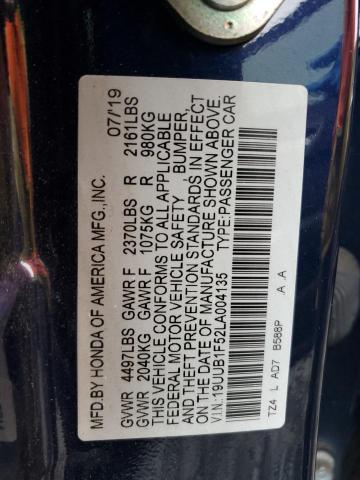 MFD.BY HONDA OF AMERICA MFG.,INC. 07/19
GVWR 4497LBS GAWR F 2370LBS R 2161LBS
GVWR 2040KG GAWR F 1075KG R 980KG
THIS VEHICLE CONFORMS TO ALL APPLICABLE
FEDERAL MOTOR VEHICLE SAFETY BUMPER,
AND THEFT PREVENTION STANDARDS IN EFFECT
ON THE DATE OF MANUFACTURE SHOWN ABOVE.
V.I.N.:19UUB1F52LA004135 TYPE:PASSENGER CAR
TZ4 L AD7 B588P .A .A